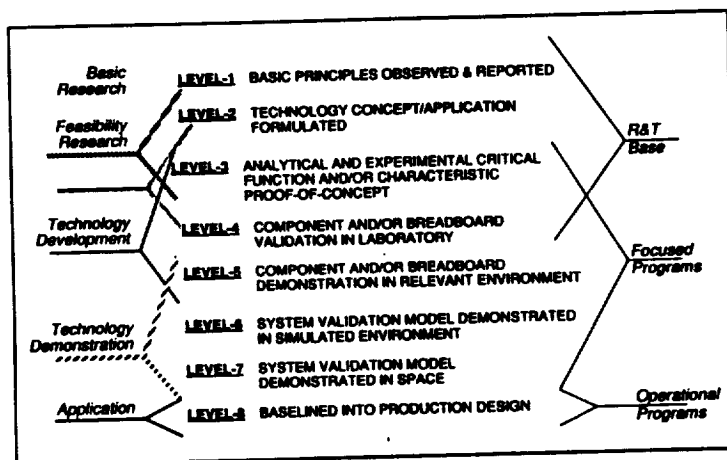 Basic
Research
LEVEL-1 BASIC PRINCIPLES OBSERVED & REPORTED
LEVEL-2 TECHNOLOGY CONCEPT/APPLICATION
FORMULATED
Feasibility
Research
R&T
Base
LEVEL-3 ANALYTICAL AND EXPERIMENTAL CRITICAL
FUNCTION AND/OR CHARACTERISTIC
PROOF-OF-CONCEPT
Technology
Development
LEVEL-4 COMPONENT AND/OR BREADBOARD
VALIDATION IN LABORATORY
Focused
Programs
LEVEL-5 COMPONENT AND/OR BREADBOARD
DEMONSTRATION IN RELEVANT ENVIRONMENT
Technology
Demonstration
LEVEL-6 SYSTEM VALIDATION MODEL DEMONSTRATED
IN SIMULATED ENVIRONMENT
LEVEL-7 SYSTEM VALIDATION MODEL
DEMONSTRATED IN SPACE
Application
LEVEL-8 BASELINED INTO PRODUCTION DESIGN
Operational
Programs